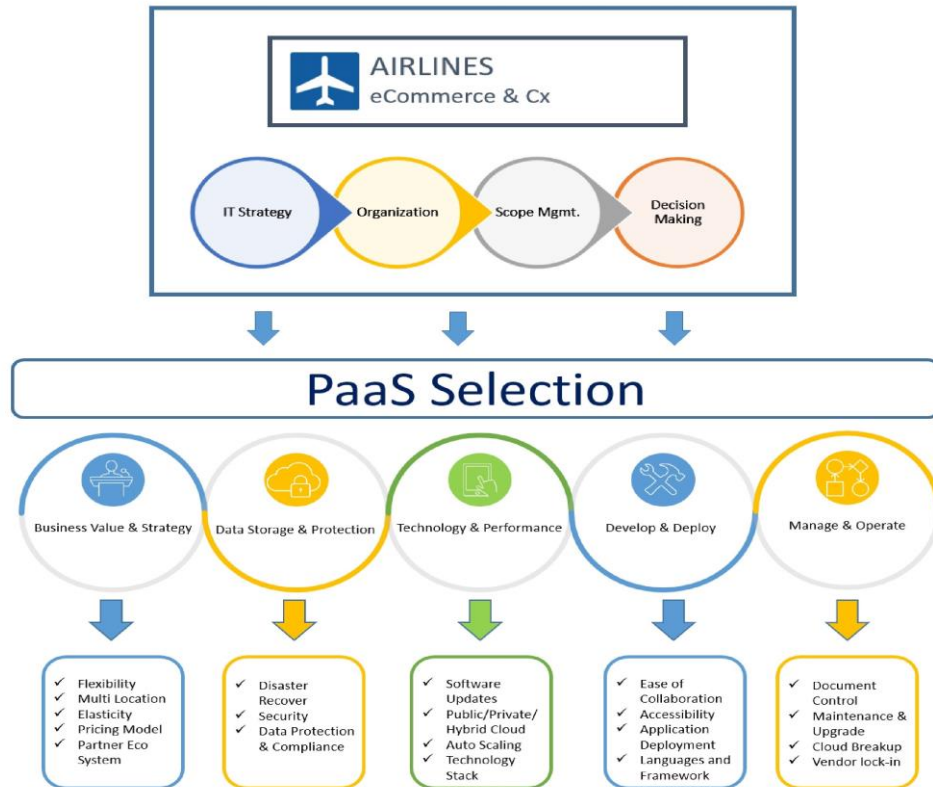 AIRLINES
eCommerce & Cx
IT Strategy
Organization
Scope Mgmt.
Decision
Making
PaaS Selection
Business Value & Strategy
Data Storage & Protection
Technology & Performance
Develop & Deploy
Manage & Operate
✓ Flexibility
✓ Multi Location
✓ Elasticity
✓ Pricing Model
✓ Partner Eco
System
✓ Disaster
Recover
✓ Security
✓ Data Protection
& Compliance
✓ Software
Updates
✓ Public/Private/
Hybrid Cloud
✓ Auto Scaling
✓ Technology
Stack
✓ Ease of
Collaboration
✓ Accessibility
✓ Application
Deployment
✓ Languages and
Framework
✓ Document
Control
✓ Maintenance &
Upgrade
✓ Cloud Breakup
✓ Vendor lock-in